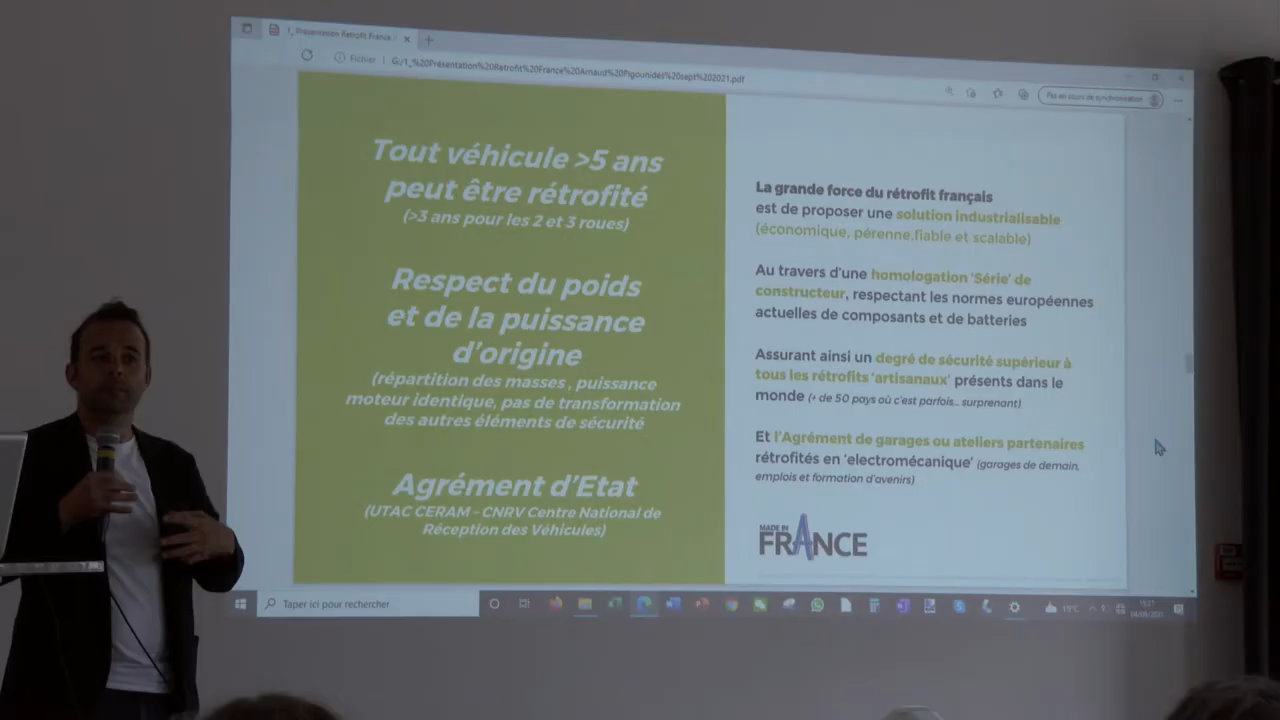 1_ Présentation Retrofit France
Fichier
G:/1_%20Présentation%20Retrofit%20France%20Arnaud%20Pigounides%20sept%202021.pdf
Pas en cours de synchronisation
Tout véhicule >5 ans
peut être rétrofité
(>3 ans pour les 2 et 3 roues)
Respect du poids
et de la puissance
d'origine
(répartition des masses , puissance
moteur identique, pas de transformation
des autres éléments de sécurité
Agrément d'Etat
(UTAC CERAM – CNRV Centre National de
Réception des Véhicules)
La grande force du rétrofit français
est de proposer une solution industrialisable
(économique, pérenne,fiable et scalable)
Au travers d'une homologation 'Série' de
constructeur, respectant les normes européennes
actuelles de composants et de batteries
Assurant ainsi un degré de sécurité supérieur à
tous les rétrofits 'artisanaux' présents dans le
monde (+ de 50 pays où c'est parfois... surprenant)
Et l'Agrément de garages ou ateliers partenaires
rétrofités en 'electromécanique' (garages de demain,
emplois et formation d'avenirs)
MADE IN
FRANCE
Taper ici pour rechercher
19°C